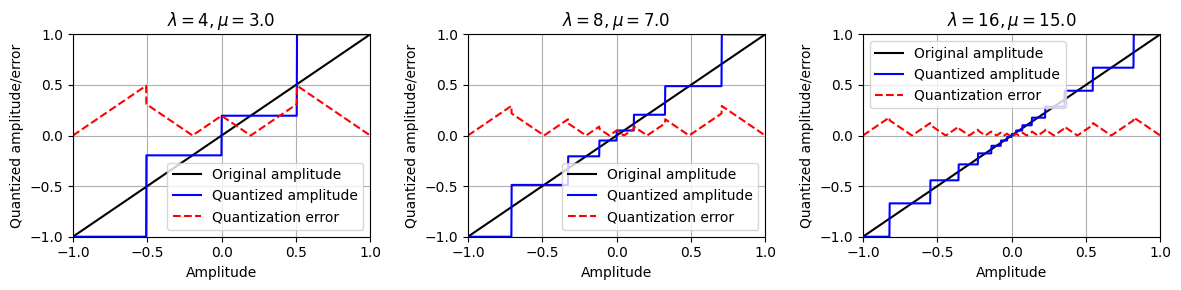 λ = 4, μ = 3.0
Quantized amplitude/error
1.0
0.5
0.0
−0.5
−1.0
Original amplitude
Quantized amplitude
Quantization error
−1.0 −0.5 0.0 0.5 1.0
Amplitude
λ = 8, μ = 7.0
Quantized amplitude/error
1.0
0.5
0.0
−0.5
−1.0
Original amplitude
Quantized amplitude
Quantization error
−1.0 −0.5 0.0 0.5 1.0
Amplitude
λ = 16, μ = 15.0
Quantized amplitude/error
1.0
0.5
0.0
−0.5
−1.0
Original amplitude
Quantized amplitude
Quantization error
−1.0 −0.5 0.0 0.5 1.0
Amplitude